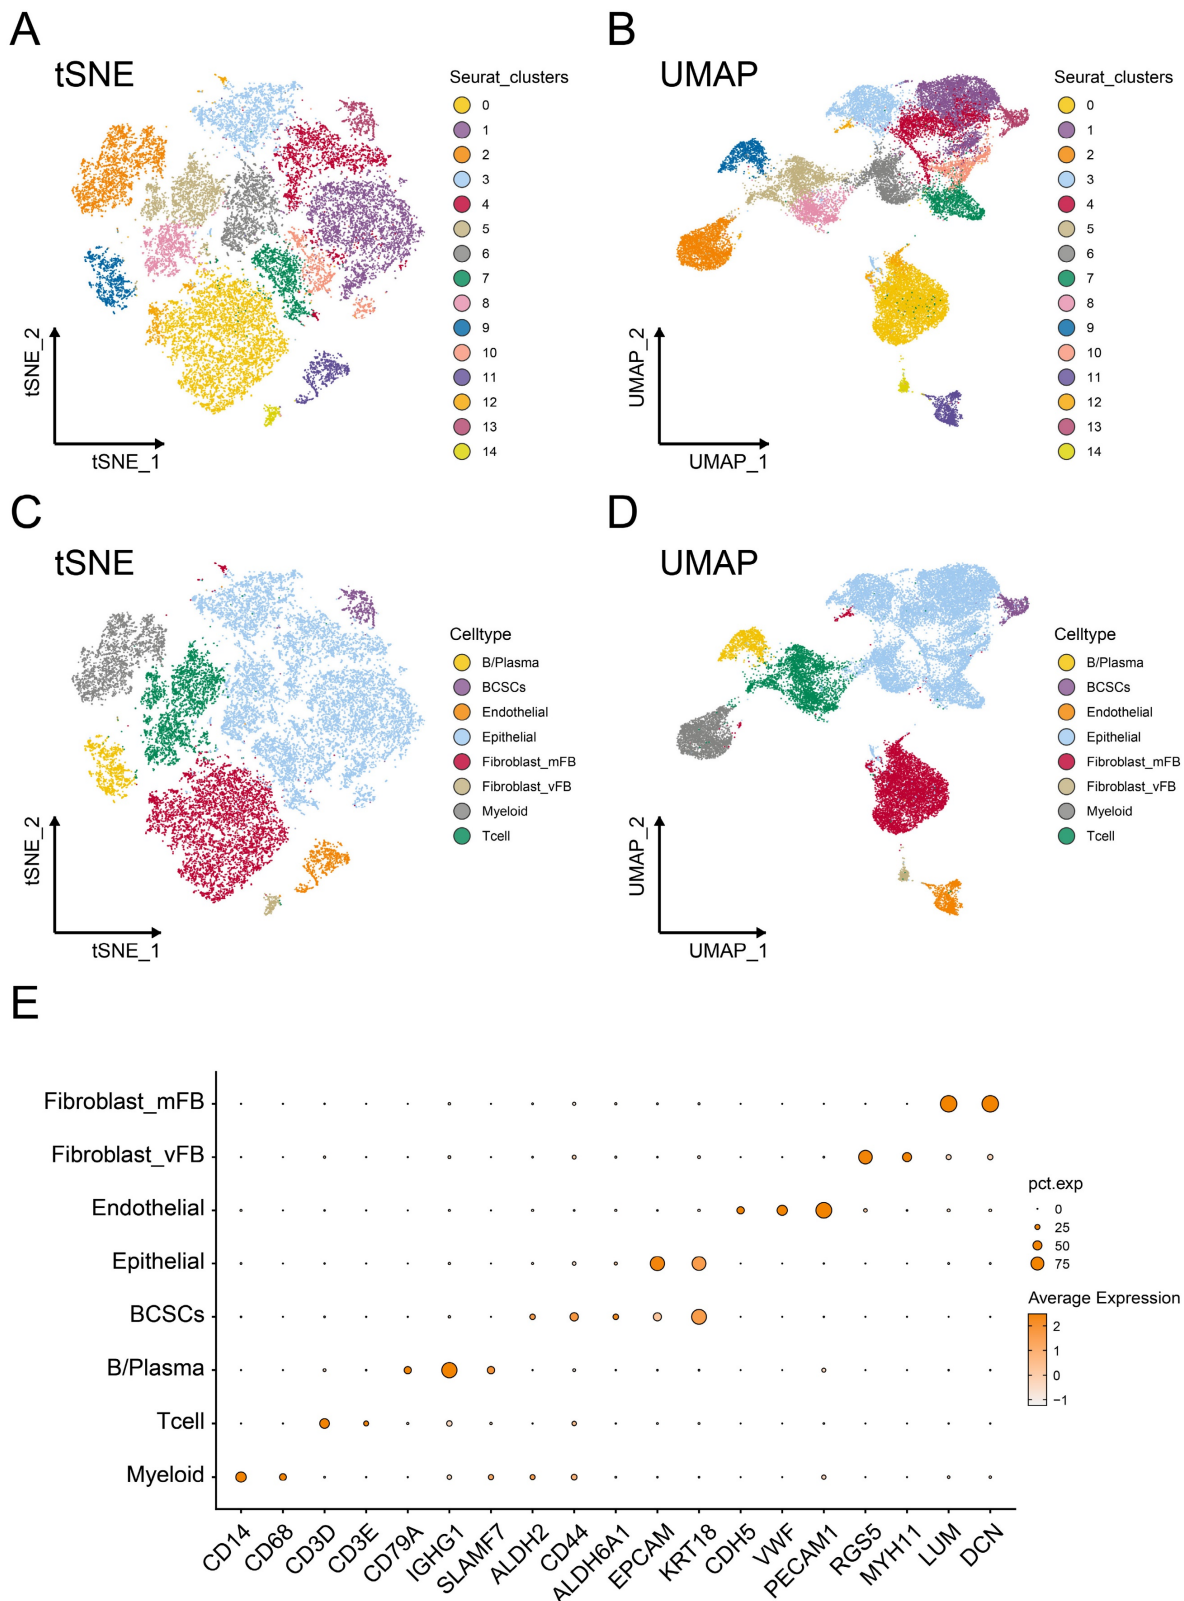 A
tSNE
Seurat_clusters
0
1
2
3
4
5
6
7
8
9
10
11
12
13
14
tSNE_2
tSNE_1
B
UMAP
Seurat_clusters
0
1
2
3
4
5
6
7
8
9
10
11
12
13
14
UMAP_2
UMAP_1
C
tSNE
Celltype
B/Plasma
BCSCs
Endothelial
Epithelial
Fibroblast_mFB
Fibroblast_vFB
Myeloid
Tcell
tSNE_2
tSNE_1
D
UMAP
Celltype
B/Plasma
BCSCs
Endothelial
Epithelial
Fibroblast_mFB
Fibroblast_vFB
Myeloid
Tcell
UMAP_2
UMAP_1
E
Fibroblast_mFB
Fibroblast_vFB
Endothelial
Epithelial
BCSCs
B/Plasma
Tcell
Myeloid
CD14
CD68
CD3D
CD3E
CD79A
IGHG1
SLAMF7
ALDH2
CD44
ALDH6A1
EPCAM
KRT18
CDH5
VWF
PECAM1
RGS5
MYH11
LUM
DCN
pct.exp
0
25
50
75
Average Expression
2
1
0
−1